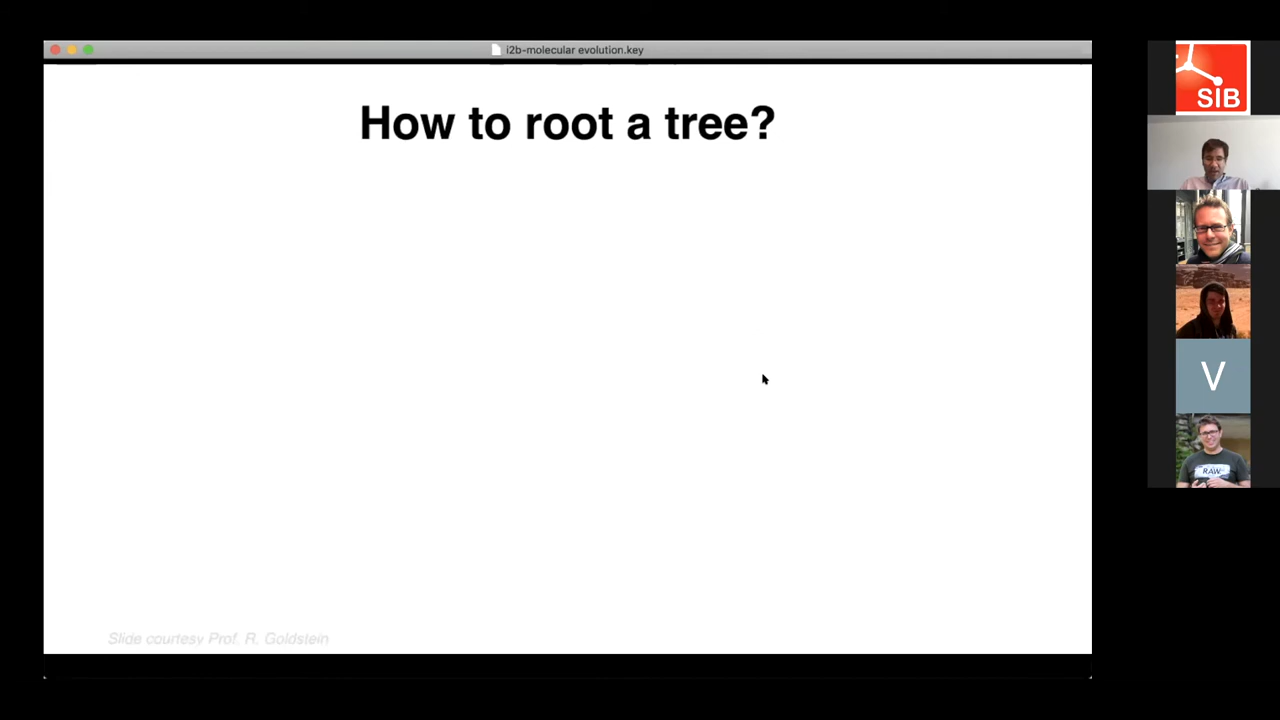 i2b-molecular evolution.key
How to root a tree?
SIB
V
RAW
Slide courtesy Prof. R. Goldstein